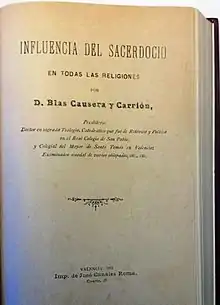 INFLUENCIA DEL SACERDOCIO
EN TODAS LAS RELIGIONES
POR
D. Blas Causera y Carrión,
Presbítero
Doctor en sagrada Teología, Catedrático que fué de Retórica y Poética
en el Real Colegio de San Pablo,
y Colegial del Mayor de Santo Tomás en Valencia;
Examinador sinodal de varios obispados, etc., etc.
VALENCIA
Imp. de José Canales Romá,